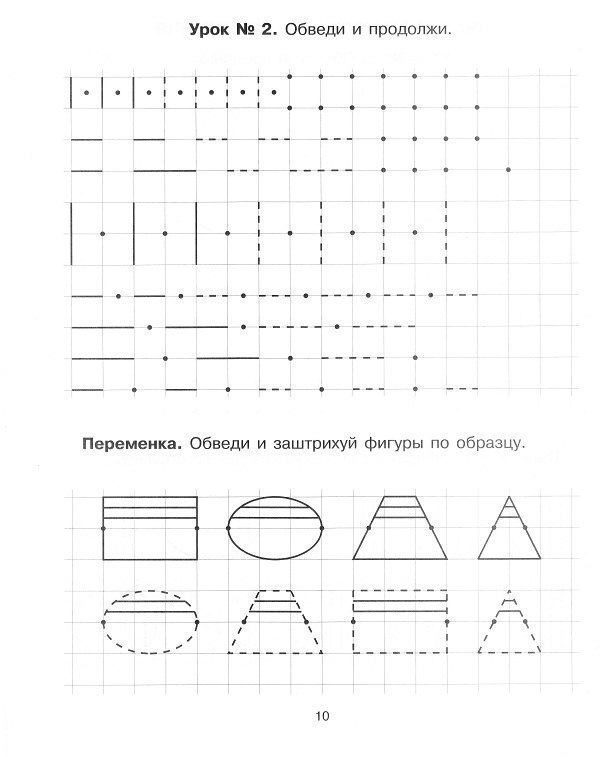 Урок № 2. Обведи и продолжи.
Переменка. Обведи и заштрихуй фигуры по образцу.
10